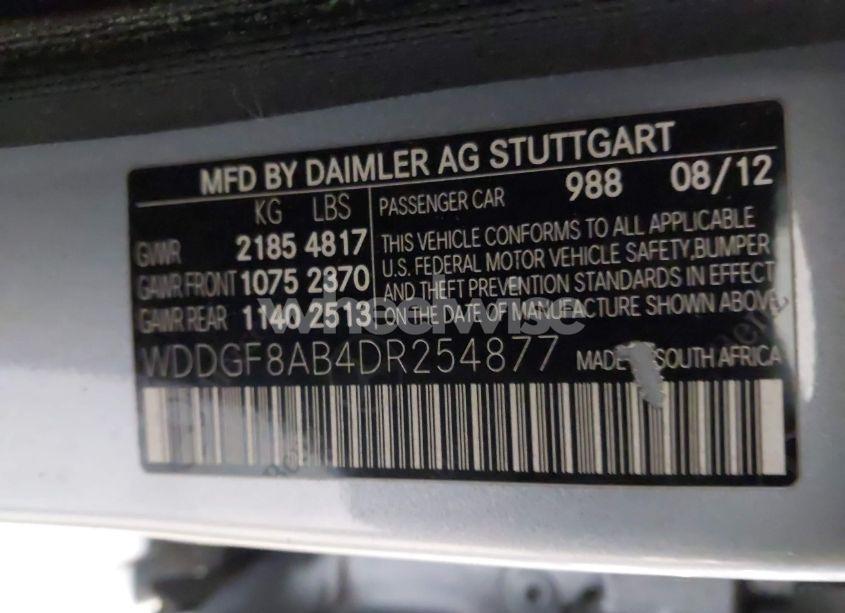 MFD BY DAIMLER AG STUTTGART
KG LBS
GVWR 2185 4817
GAWR FRONT 1075 2370
GAWR REAR 1140 2513
PASSENGER CAR 988 08/12
THIS VEHICLE CONFORMS TO ALL APPLICABLE
U.S. FEDERAL MOTOR VEHICLE SAFETY,BUMPER
AND THEFT PREVENTION STANDARDS IN EFFECT
ON THE DATE OF MANUFACTURE SHOWN ABOVE
WDDGF8AB4DR254877 MADE SOUTH AFRICA
wheelwise